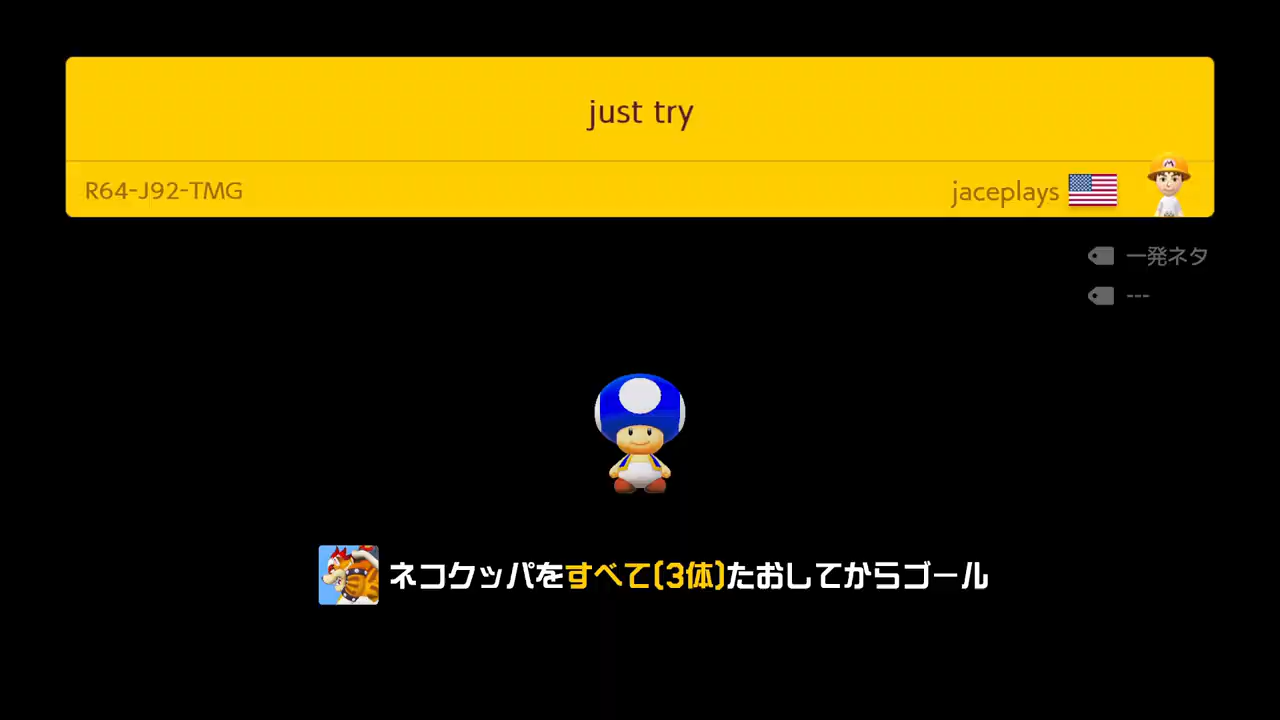 just try
R64-J92-TMG
jaceplays
一発ネタ
---
ネコクッパをすべて(3体)たおしてからゴール